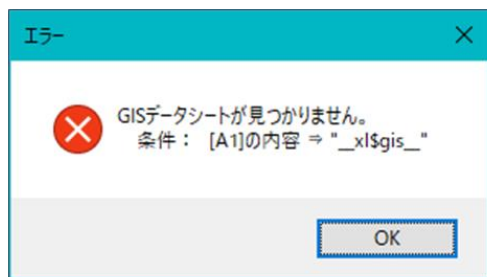 エラー
GISデータシートが見つかりません。
条件： [A1]の内容 ⇒ "__xl$gis__"
OK